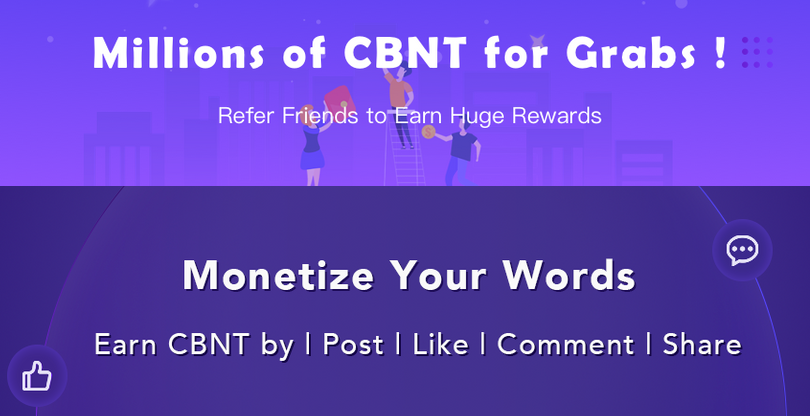 Millions of CBNT for Grabs !
Refer Friends to Earn Huge Rewards
Monetize Your Words
Earn CBNT by | Post | Like | Comment | Share